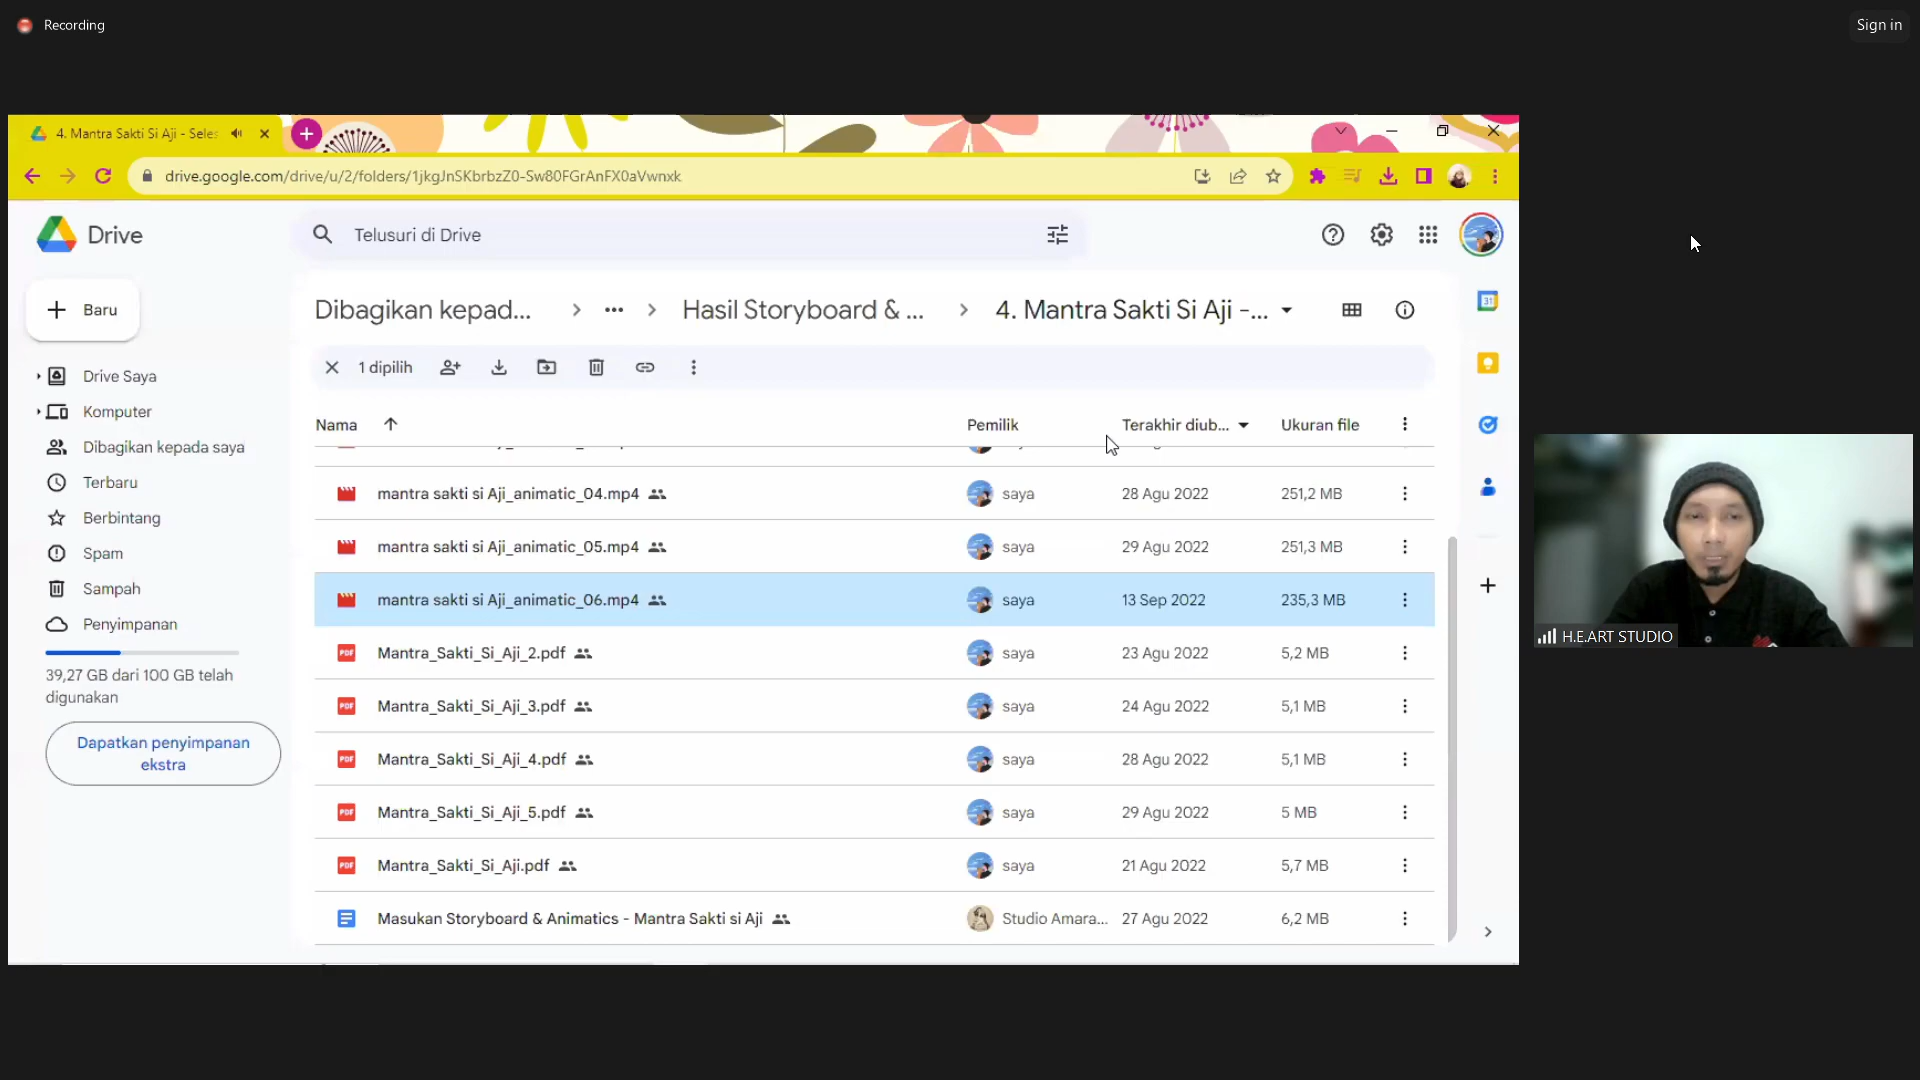 Recording
Sign in
4. Mantra Sakti Si Aji - Seles
drive.google.com/drive/u/2/folders/1jkgJnSKbrbzZ0-Sw80FGrAnFX0aVwnxk
Drive
Telusuri di Drive
Baru
Dibagikan kepad... > ... > Hasil Storyboard & ... > 4. Mantra Sakti Si Aji -...
1 dipilih
Drive Saya
Komputer
Dibagikan kepada saya
Terbaru
Berbintang
Spam
Sampah
Penyimpanan
39,27 GB dari 100 GB telah
digunakan
Dapatkan penyimpanan
ekstra
Nama Pemilik Terakhir diub... Ukuran file
mantra sakti si Aji_animatic_04.mp4 saya 28 Agu 2022 251,2 MB
mantra sakti si Aji_animatic_05.mp4 saya 29 Agu 2022 251,3 MB
mantra sakti si Aji_animatic_06.mp4 saya 13 Sep 2022 235,3 MB
Mantra_Sakti_Si_Aji_2.pdf saya 23 Agu 2022 5,2 MB
Mantra_Sakti_Si_Aji_3.pdf saya 24 Agu 2022 5,1 MB
Mantra_Sakti_Si_Aji_4.pdf saya 28 Agu 2022 5,1 MB
Mantra_Sakti_Si_Aji_5.pdf saya 29 Agu 2022 5 MB
Mantra_Sakti_Si_Aji.pdf saya 21 Agu 2022 5,7 MB
Masukan Storyboard & Animatics - Mantra Sakti si Aji Studio Amara... 27 Agu 2022 6,2 MB
31
H.E.ART STUDIO